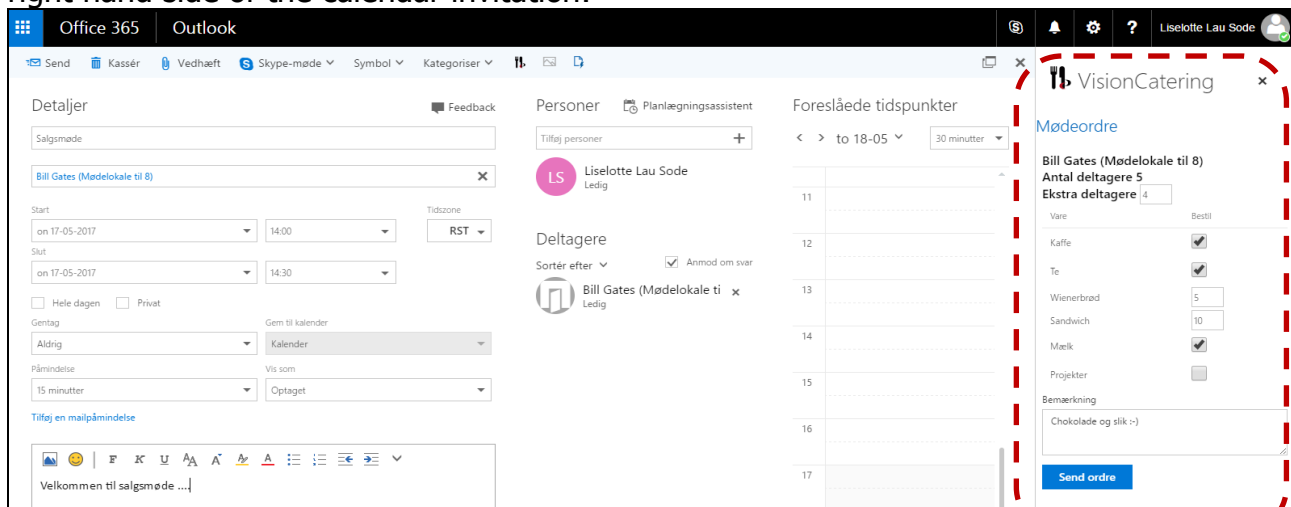 right hand side of the calendar invitation.
Office 365 Outlook
Liselotte Lau Sode
Send Kassér Vedhæft Skype-møde Symbol Kategoriser
Detaljer
Feedback
Salgsmøde
Bill Gates (Mødelokale til 8)
Start
Tidszone
on 17-05-2017 14:00 RST
Slut
on 17-05-2017 14:30
Hele dagen Privat
Gentag Gem til kalender
Aldrig Kalender
Påmindelse Vis som
15 minutter Optaget
Tilføj en mailpåmindelse
F K U
Velkommen til salgsmøde ....
Personer Planlægningsassistent
Tilføj personer
LS
Liselotte Lau Sode
Ledig
Deltagere
Sortér efter Anmod om svar
Bill Gates (Mødelokale ti x
Ledig
Foreslåede tidspunkter
< > to 18-05 30 minutter
11
12
13
14
15
16
17
VisionCatering x
Mødeordre
Bill Gates (Mødelokale til 8)
Antal deltagere 5
Ekstra deltagere 4
Vare Bestil
Kaffe
Te
Wienerbrød 5
Sandwich 10
Mælk
Projekter
Bemærkning
Chokolade og slik :-)
Send ordre